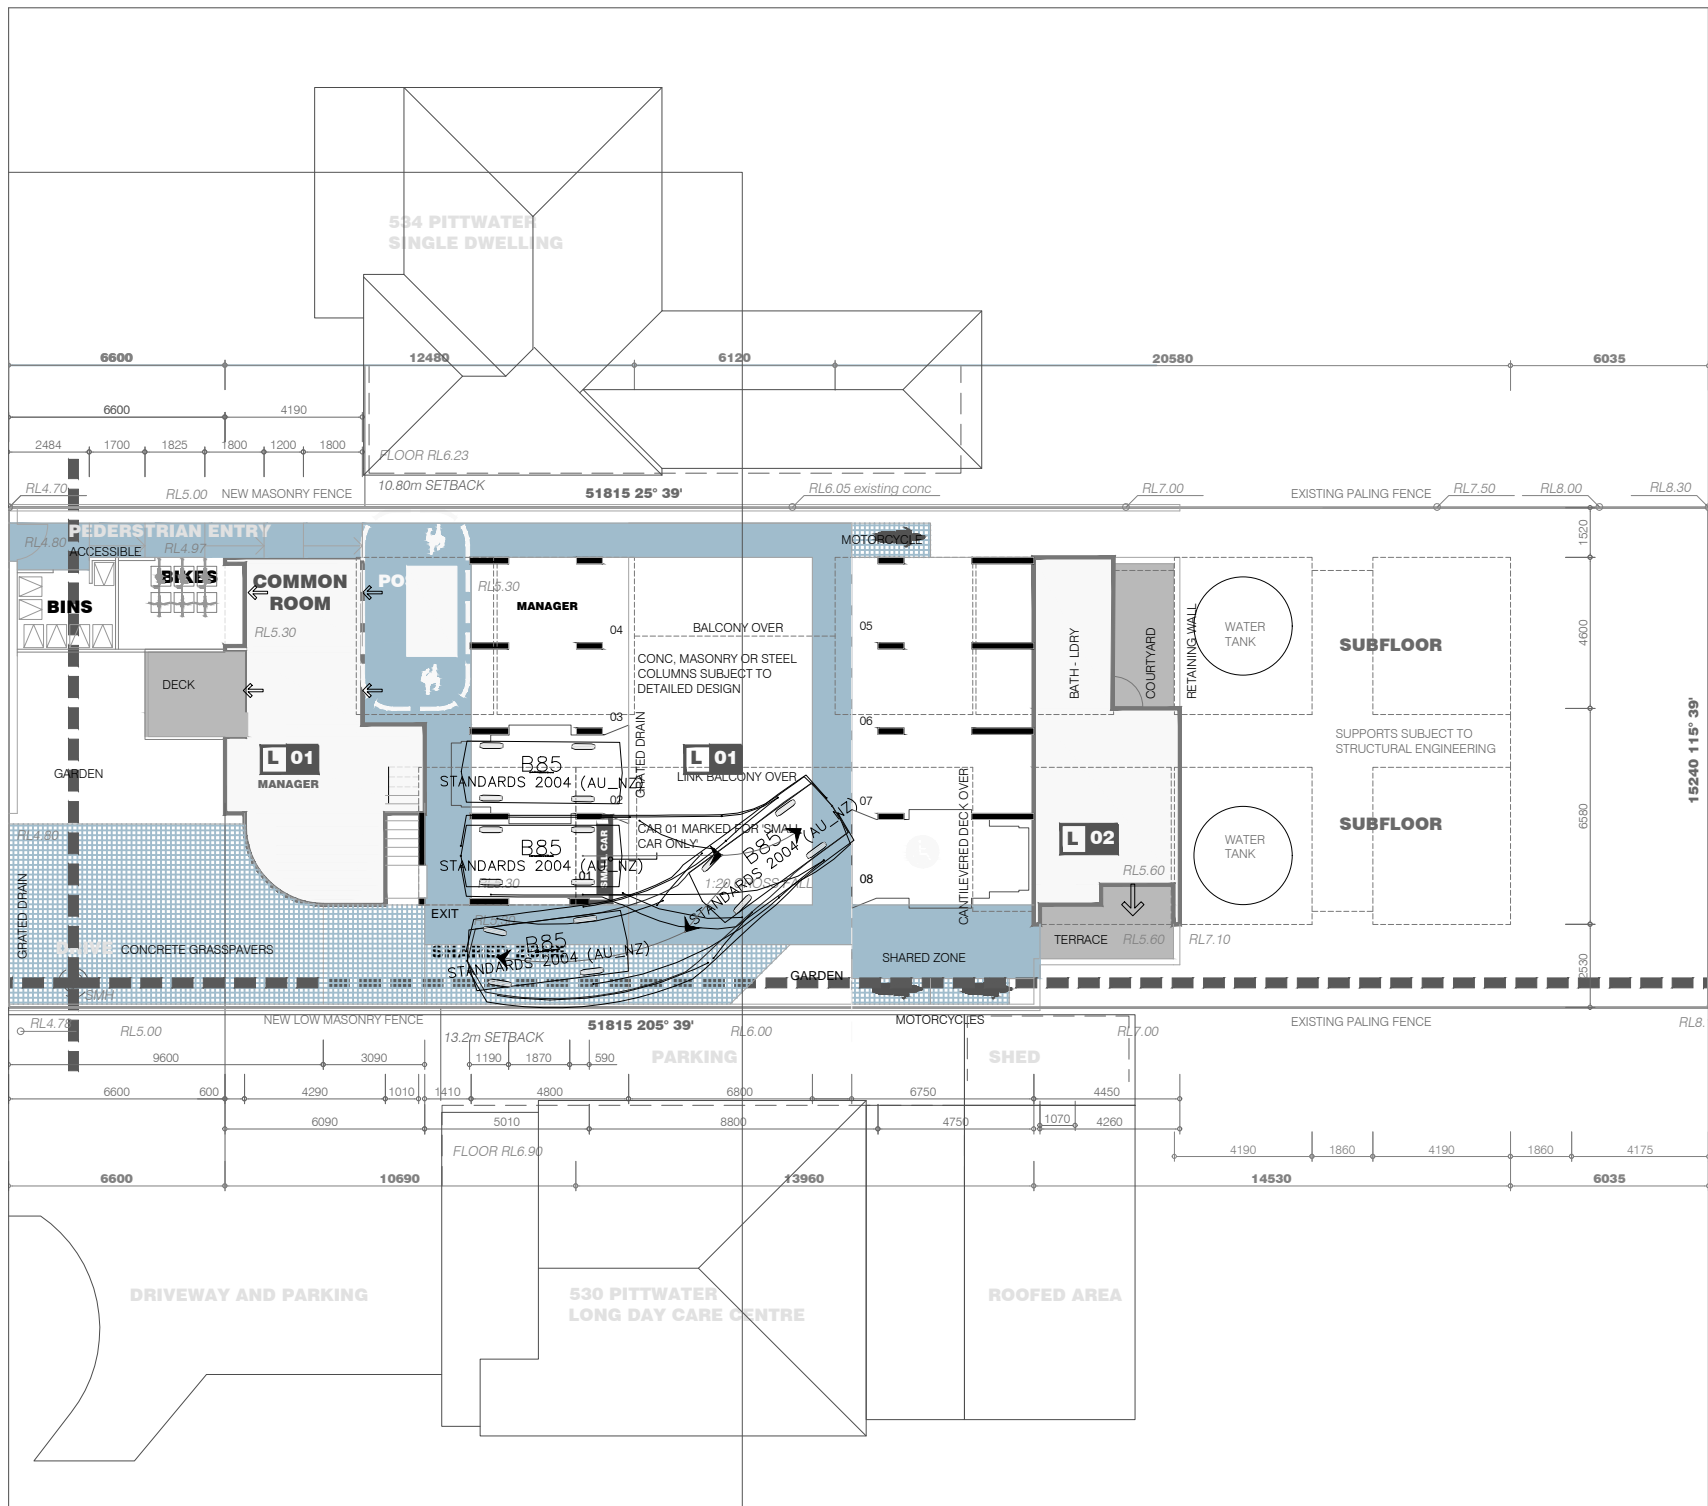 534 PITTWATER
SINGLE DWELLING
6600
12480
6120
20580
6035
6600
4190
2484
1700
1825
1800
1200
1800
FLOOR RL6.23
10.80m SETBACK
RL4.70
RL5.00
NEW MASONRY FENCE
51815 25° 39'
RL6.05 existing conc
RL7.00
EXISTING PALING FENCE
RL7.50
RL8.00
RL8.30
PEDERSTRIAN ENTRY
RL4.80
ACCESSIBLE
RL4.97
MOTORCYCLE
1520
BIKES
COMMON
ROOM
RL5.30
MANAGER
BINS
RL5.30
04
BALCONY OVER
05
WATER
TANK
SUBFLOOR
4600
CONC, MASONRY OR STEEL
COLUMNS SUBJECT TO
DETAILED DESIGN
BATH - LDRY
COURTYARD
RETAINING WALL
DECK
03
06
GRATED DRAIN
SUPPORTS SUBJECT TO
STRUCTURAL ENGINEERING
15240 115° 39'
L 01
MANAGER
GARDEN
B85
STANDARDS 2004 (AU_NZ)
L 01
LINK BALCONY OVER
02
07
CAR 01 MARKED FOR 'SMALL
CAR ONLY'
SMALL CAR
B85
STANDARDS 2004 (AU_NZ)
01
B85
STANDARDS 2004 (AU_NZ)
L
CANTILEVERED DECK OVER
L 02
WATER
TANK
SUBFLOOR
6580
RL4.80
1:20 CROSS FALL
08
RL5.60
GRATED DRAIN
EXIT
CONCRETE GRASSPAVERS
B85
STANDARDS 2004 (AU_NZ)
SHARED ZONE
TERRACE
RL5.60
RL7.10
GARDEN
2530
SMH
RL4.78
RL5.00
NEW LOW MASONRY FENCE
13.2m SETBACK
51815 205° 39'
RL6.00
MOTORCYCLES
RL7.00
EXISTING PALING FENCE
RL8.
PARKING
SHED
9600
3090
1190
1870
590
6600
600
4290
1010
1410
4800
6800
6750
4450
6090
5010
8800
4750
1070
4260
FLOOR RL6.90
4190
1860
4190
1860
4175
6600
10690
13960
14530
6035
DRIVEWAY AND PARKING
530 PITTWATER
LONG DAY CARE CENTRE
ROOFED AREA